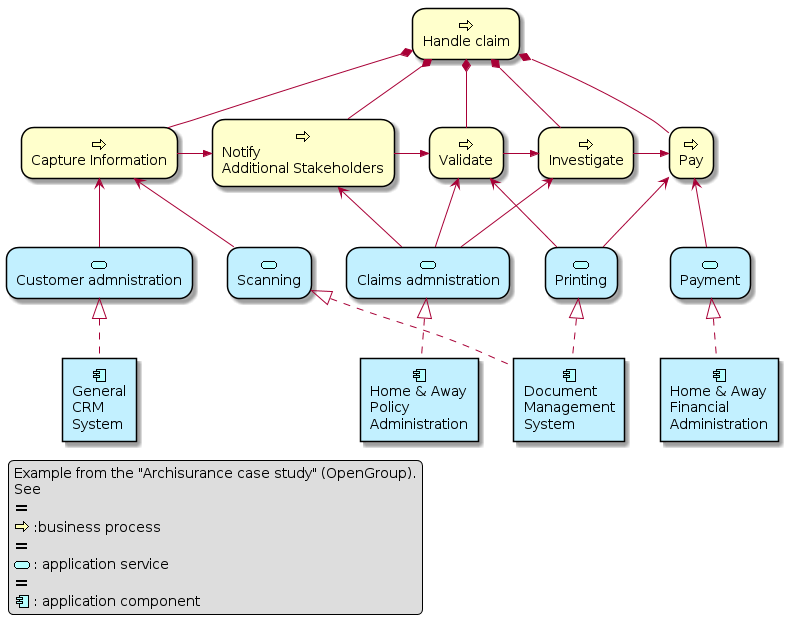 Handle claim
Capture Information
Notify
Additional Stakeholders
Validate
Investigate
Pay
Customer admnistration
Scanning
Claims admnistration
Printing
Payment
General
CRM
System
Home & Away
Policy
Administration
Document
Management
System
Home & Away
Financial
Administration
Example from the "Archisurance case study" (OpenGroup).
See
=
:business process
=
: application service
=
: application component